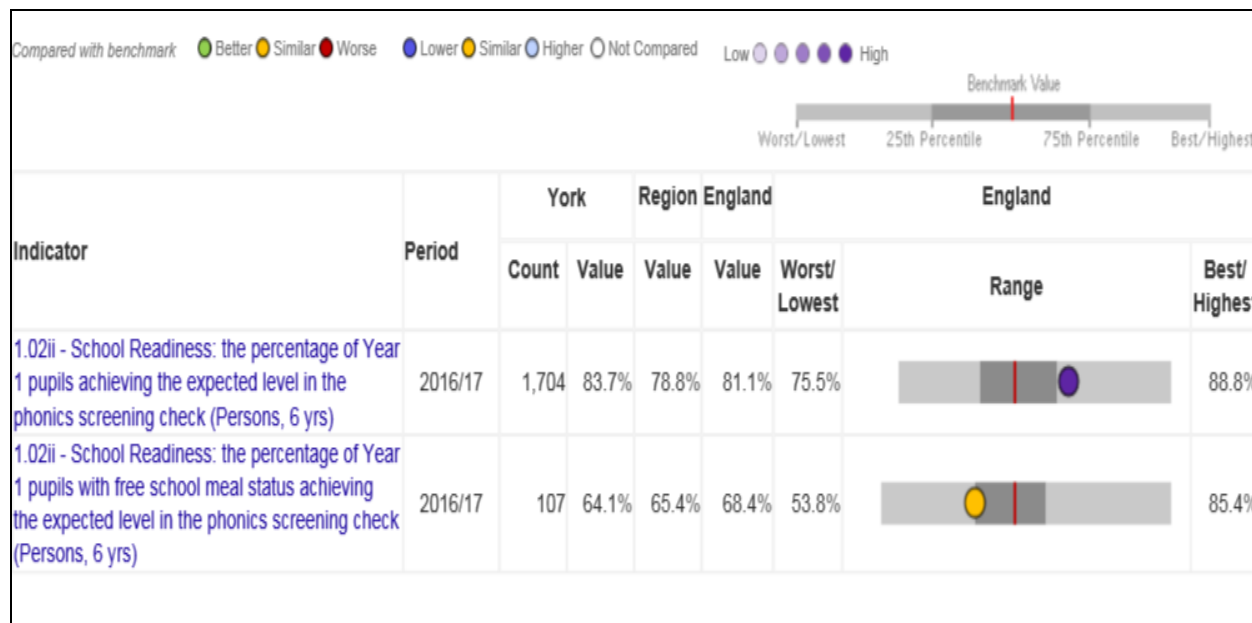 Compared with benchmark Better Similar Worse Lower Similar Higher Not Compared Low High
Benchmark Value
Worst/Lowest 25th Percentile 75th Percentile Best/Highest
York Region England England
Indicator Period Count Value Value Value Worst/ Lowest Range Best/ Highest
1.02ii - School Readiness: the percentage of Year
1 pupils achieving the expected level in the
phonics screening check (Persons, 6 yrs)
2016/17 1,704 83.7% 78.8% 81.1% 75.5% 88.8%
1.02ii - School Readiness: the percentage of Year
1 pupils with free school meal status achieving
the expected level in the phonics screening check
(Persons, 6 yrs)
2016/17 107 64.1% 65.4% 68.4% 53.8% 85.4%